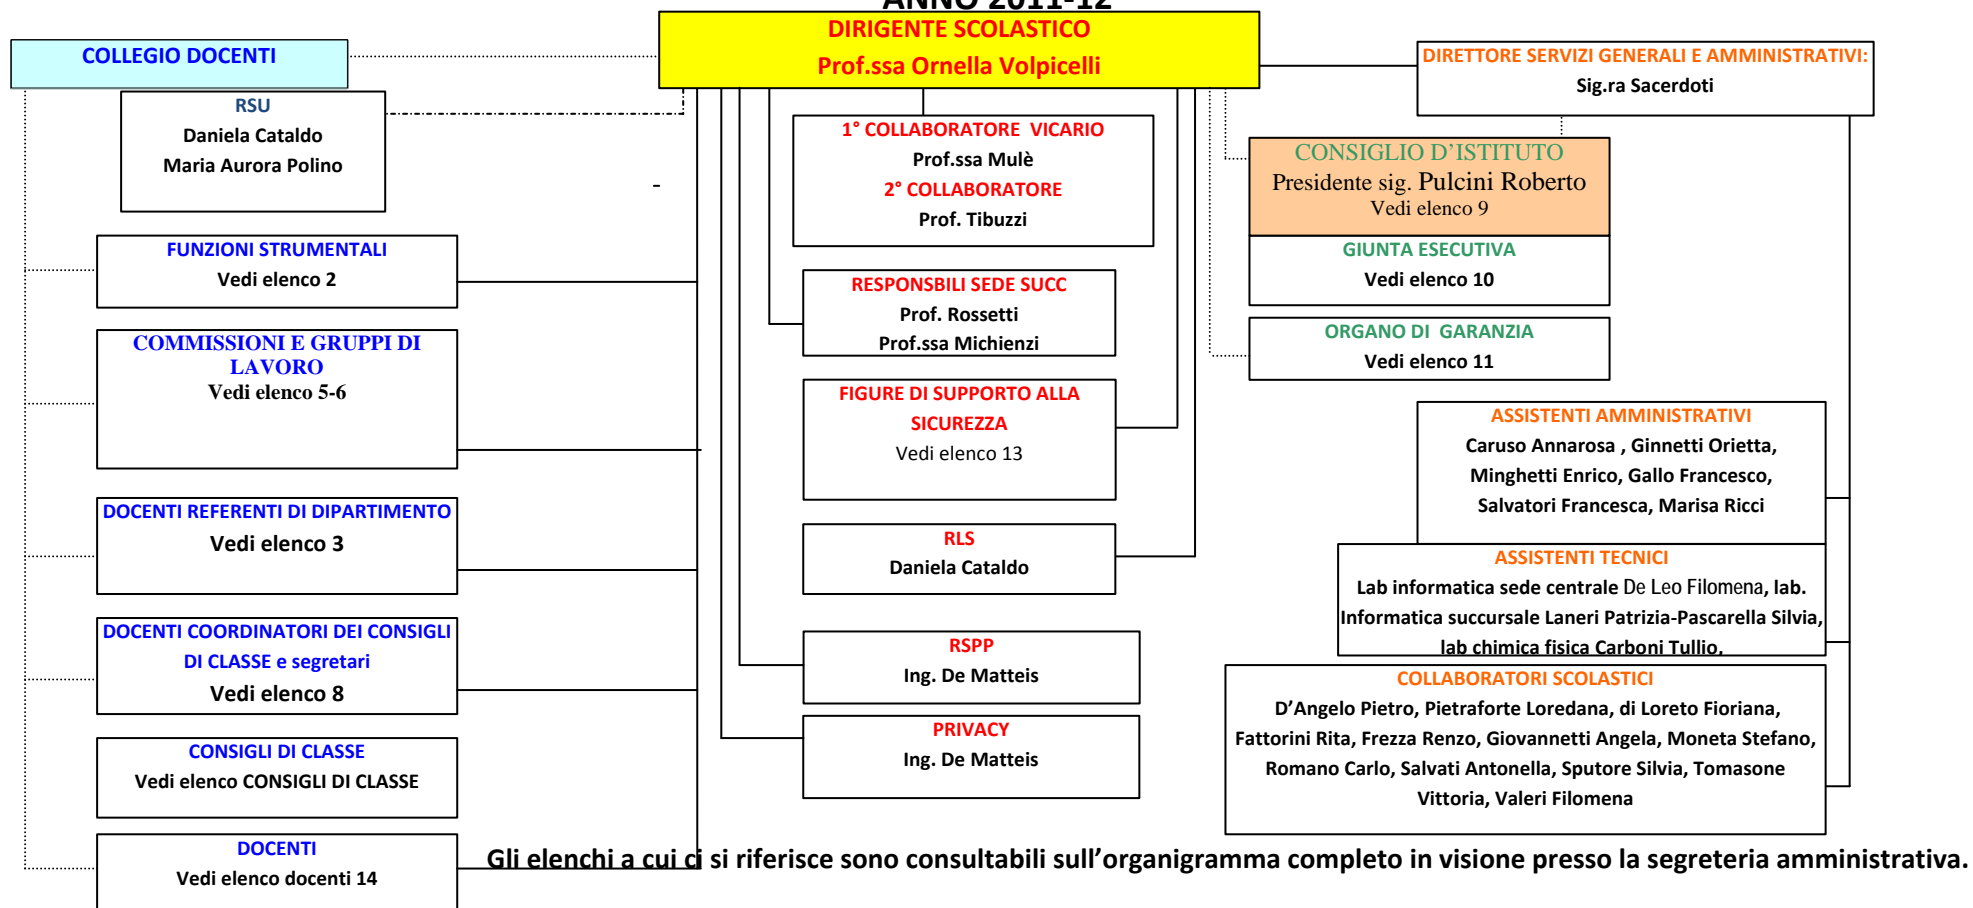 ANNO 2011-12
DIRIGENTE SCOLASTICO
Prof.ssa Ornella Volpicelli
COLLEGIO DOCENTI
DIRETTORE SERVIZI GENERALI E AMMINISTRATIVI:
Sig.ra Sacerdoti
RSU
Daniela Cataldo
Maria Aurora Polino
-
1° COLLABORATORE VICARIO
Prof.ssa Mulè
2° COLLABORATORE
Prof. Tibuzzi
CONSIGLIO D’ISTITUTO
Presidente sig. Pulcini Roberto
Vedi elenco 9
GIUNTA ESECUTIVA
Vedi elenco 10
ORGANO DI GARANZIA
Vedi elenco 11
FUNZIONI STRUMENTALI
Vedi elenco 2
RESPONSBILI SEDE SUCC
Prof. Rossetti
Prof.ssa Michienzi
COMMISSIONI E GRUPPI DI
LAVORO
Vedi elenco 5-6
FIGURE DI SUPPORTO ALLA
SICUREZZA
Vedi elenco 13
ASSISTENTI AMMINISTRATIVI
Caruso Annarosa , Ginnetti Orietta,
Minghetti Enrico, Gallo Francesco,
Salvatori Francesca, Marisa Ricci
DOCENTI REFERENTI DI DIPARTIMENTO
Vedi elenco 3
RLS
Daniela Cataldo
ASSISTENTI TECNICI
Lab informatica sede centrale De Leo Filomena, lab.
Informatica succursale Laneri Patrizia-Pascarella Silvia,
lab chimica fisica Carboni Tullio.
DOCENTI COORDINATORI DEI CONSIGLI
DI CLASSE e segretari
Vedi elenco 8
RSPP
Ing. De Matteis
COLLABORATORI SCOLASTICI
D’Angelo Pietro, Pietraforte Loredana, di Loreto Fioriana,
Fattorini Rita, Frezza Renzo, Giovannetti Angela, Moneta Stefano,
Romano Carlo, Salvati Antonella, Sputore Silvia, Tomasone
Vittoria, Valeri Filomena
CONSIGLI DI CLASSE
Vedi elenco CONSIGLI DI CLASSE
PRIVACY
Ing. De Matteis
DOCENTI
Vedi elenco docenti 14
Gli elenchi a cui ci si riferisce sono consultabili sull’organigramma completo in visione presso la segreteria amministrativa.